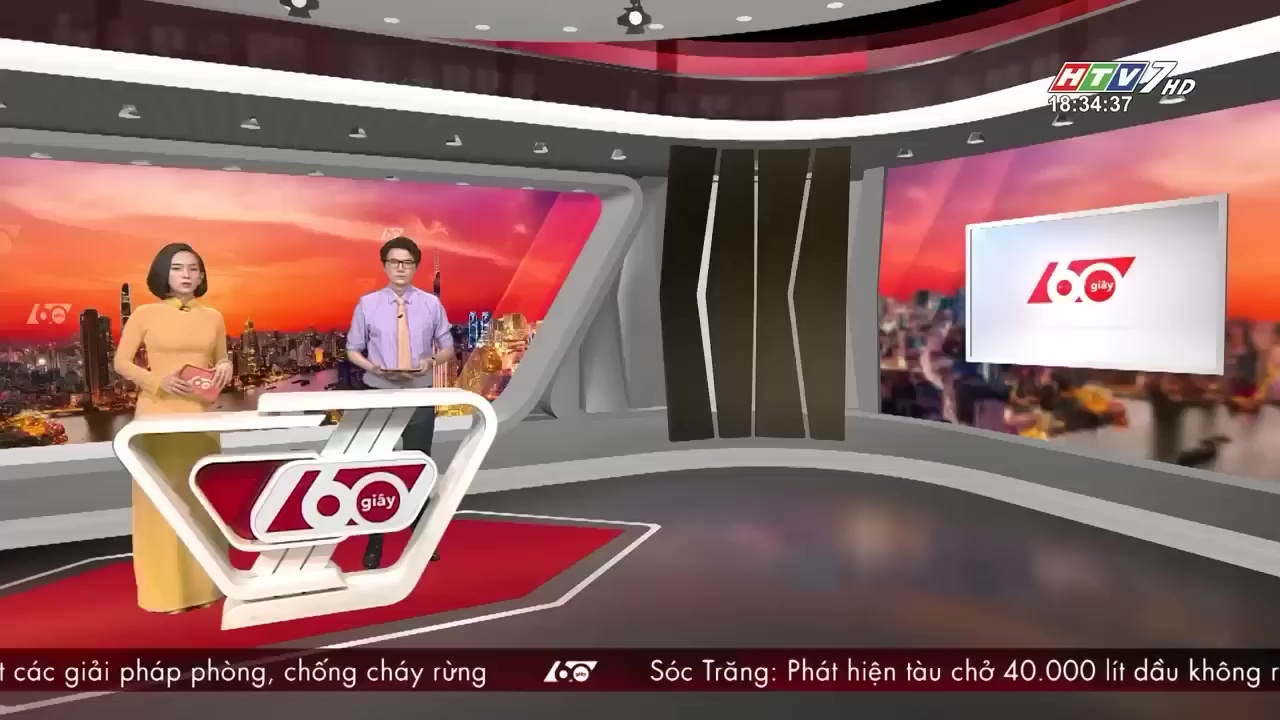 HTV7 HD
18:34:37
60 giây
60 giây
t các giải pháp phòng, chống cháy rừng 60 giây Sóc Trăng: Phát hiện tàu chở 40.000 lít dầu không